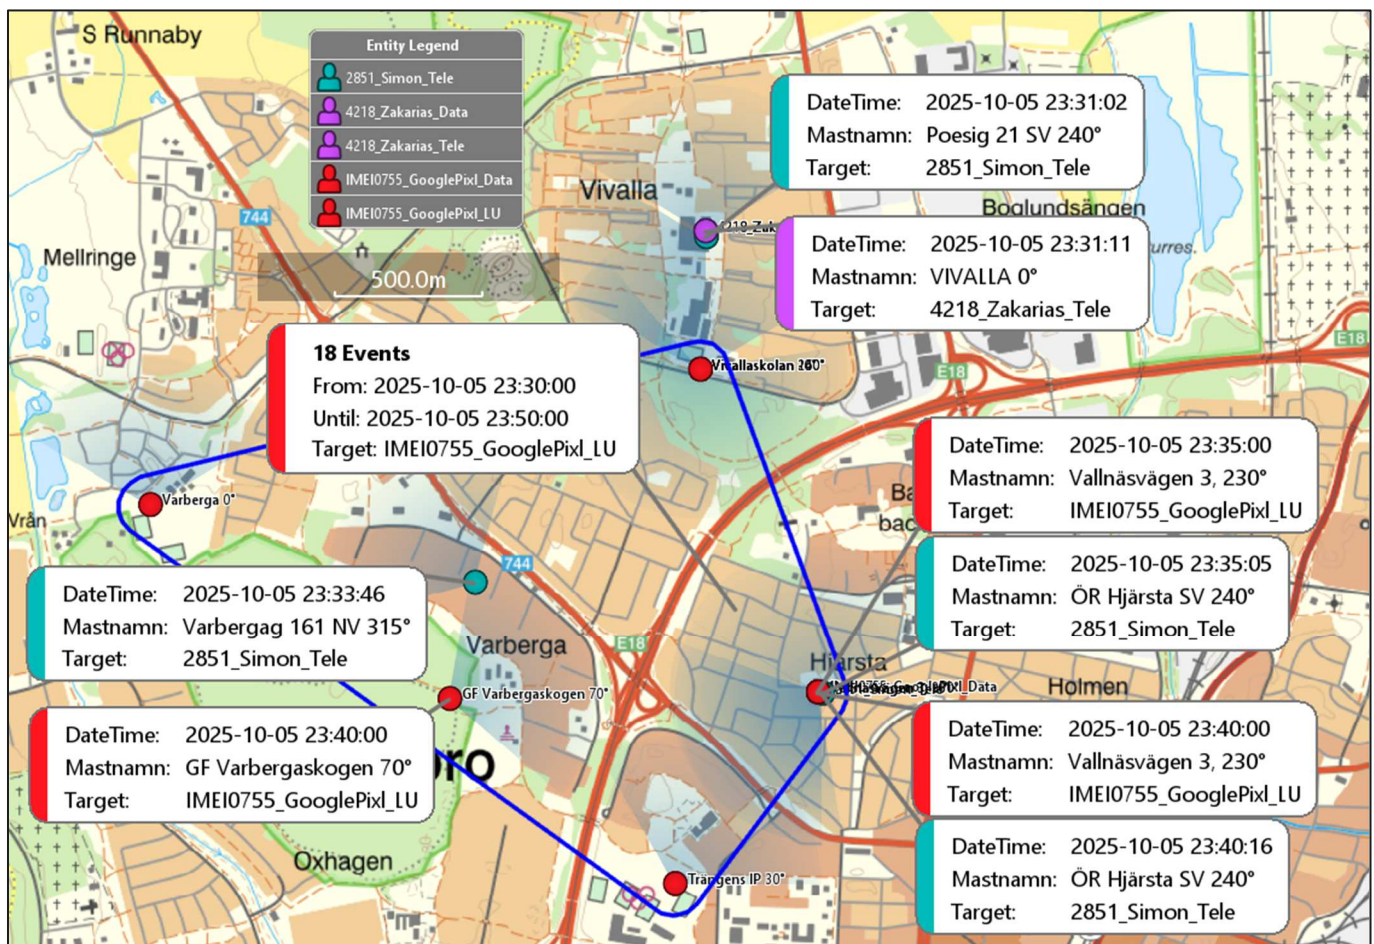 S Runnaby
Entity Legend
2851_Simon_Tele
4218_Zakarias_Data
4218_Zakarias_Tele
IMEI0755_GooglePixl_Data
IMEI0755_GooglePixl_LU
DateTime: 2025-10-05 23:31:02
Mastnamn: Poesig 21 SV 240°
Target: 2851_Simon_Tele
Vivalla
Boglundsängen
744
Mellringe
500.0m
DateTime: 2025-10-05 23:31:11
Mastnamn: VIVALLA 0°
Target: 4218_Zakarias_Tele
E18
E18
18 Events
From: 2025-10-05 23:30:00
Until: 2025-10-05 23:50:00
Target: IMEI0755_GooglePixl_LU
DateTime: 2025-10-05 23:35:00
Mastnamn: Vallnäsvägen 3, 230°
Target: IMEI0755_GooglePixl_LU
Varberga 0°
Vrån
744
DateTime: 2025-10-05 23:35:05
Mastnamn: ÖR Hjärsta SV 240°
Target: 2851_Simon_Tele
DateTime: 2025-10-05 23:33:46
Mastnamn: Varbergag 161 NV 315°
Target: 2851_Simon_Tele
Varberga
E18
Hjärsta
Holmen
GF Varbergaskogen 70°
DateTime: 2025-10-05 23:40:00
Mastnamn: GF Varbergaskogen 70°
Target: IMEI0755_GooglePixl_LU
DateTime: 2025-10-05 23:40:00
Mastnamn: Vallnäsvägen 3, 230°
Target: IMEI0755_GooglePixl_LU
Oxhagen
Trängens IP 30°
DateTime: 2025-10-05 23:40:16
Mastnamn: ÖR Hjärsta SV 240°
Target: 2851_Simon_Tele